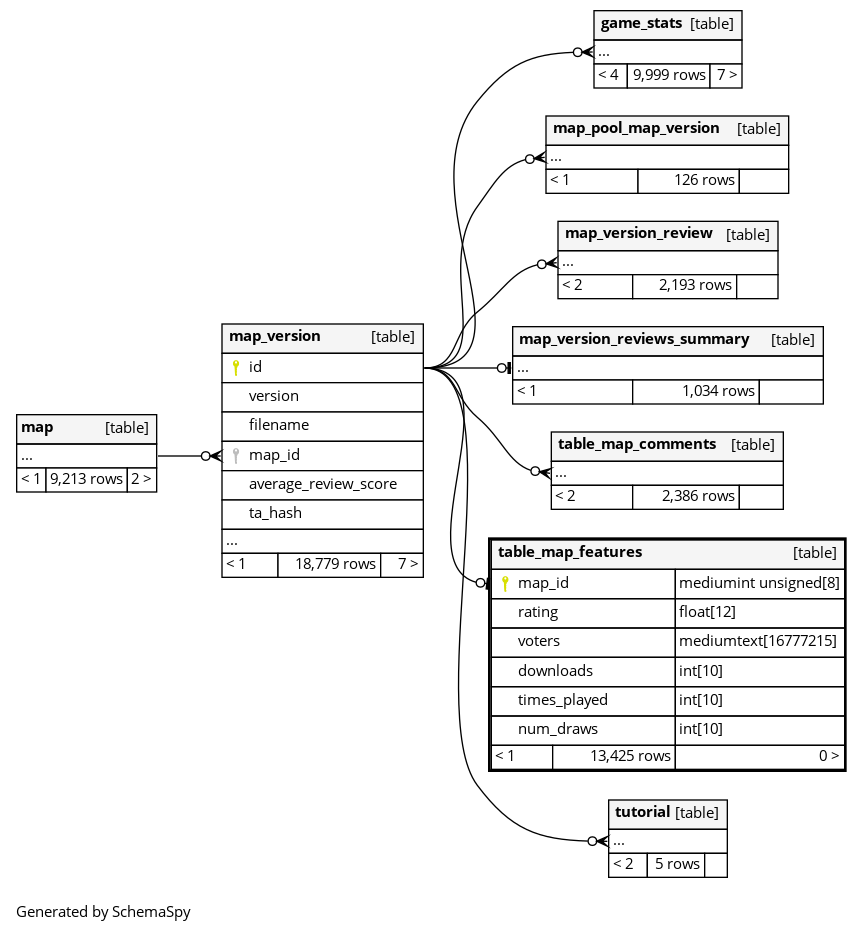 game_stats [table]
...
< 4 9,999 rows 7 >
map_pool_map_version [table]
...
< 1 126 rows
map_version_review [table]
...
< 2 2,193 rows
map_version_reviews_summary [table]
...
< 1 1,034 rows
map_version [table]
id
version
filename
map_id
average_review_score
ta_hash
...
< 1 18,779 rows 7 >
map [table]
...
< 1 9,213 rows 2 >
table_map_comments [table]
...
< 2 2,386 rows
table_map_features [table]
map_id mediumint unsigned[8]
rating float[12]
voters mediumtext[16777215]
downloads int[10]
times_played int[10]
num_draws int[10]
< 1 13,425 rows 0 >
tutorial [table]
...
< 2 5 rows
Generated by SchemaSpy